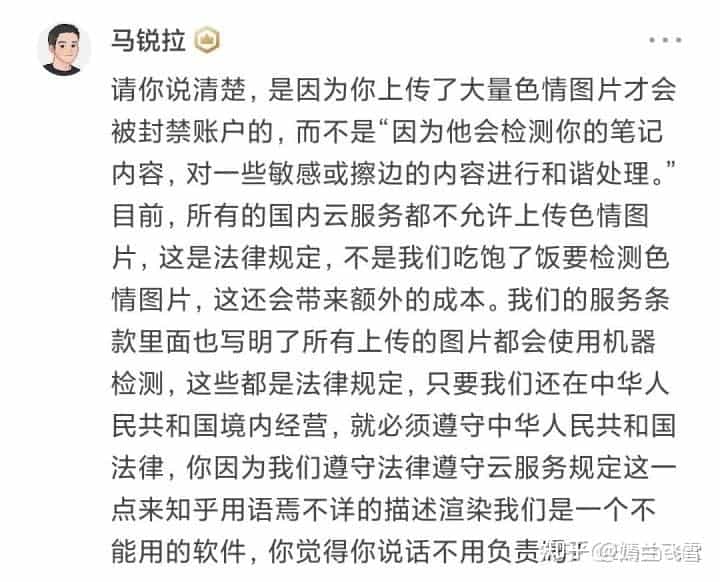 马锐拉
请你说清楚，是因为你上传了大量色情图片才会
被封禁账户的，而不是“因为他会检测你的笔记
内容，对一些敏感或擦边的内容进行和谐处理。”
目前，所有的国内云服务都不允许上传色情图
片，这是法律规定，不是我们吃饱了饭要检测色
情图片，这还会带来额外的成本。我们的服务条
款里面也写明了所有上传的图片都会使用机器
检测，这些都是法律规定，只要我们还在中华人
民共和国境内经营，就必须遵守中华人民共和国
法律，你因为我们遵守法律遵守云服务规定这一
点来知乎用语焉不详的描述渲染我们是一个不
能用的软件，你觉得你说话不用负责
知乎